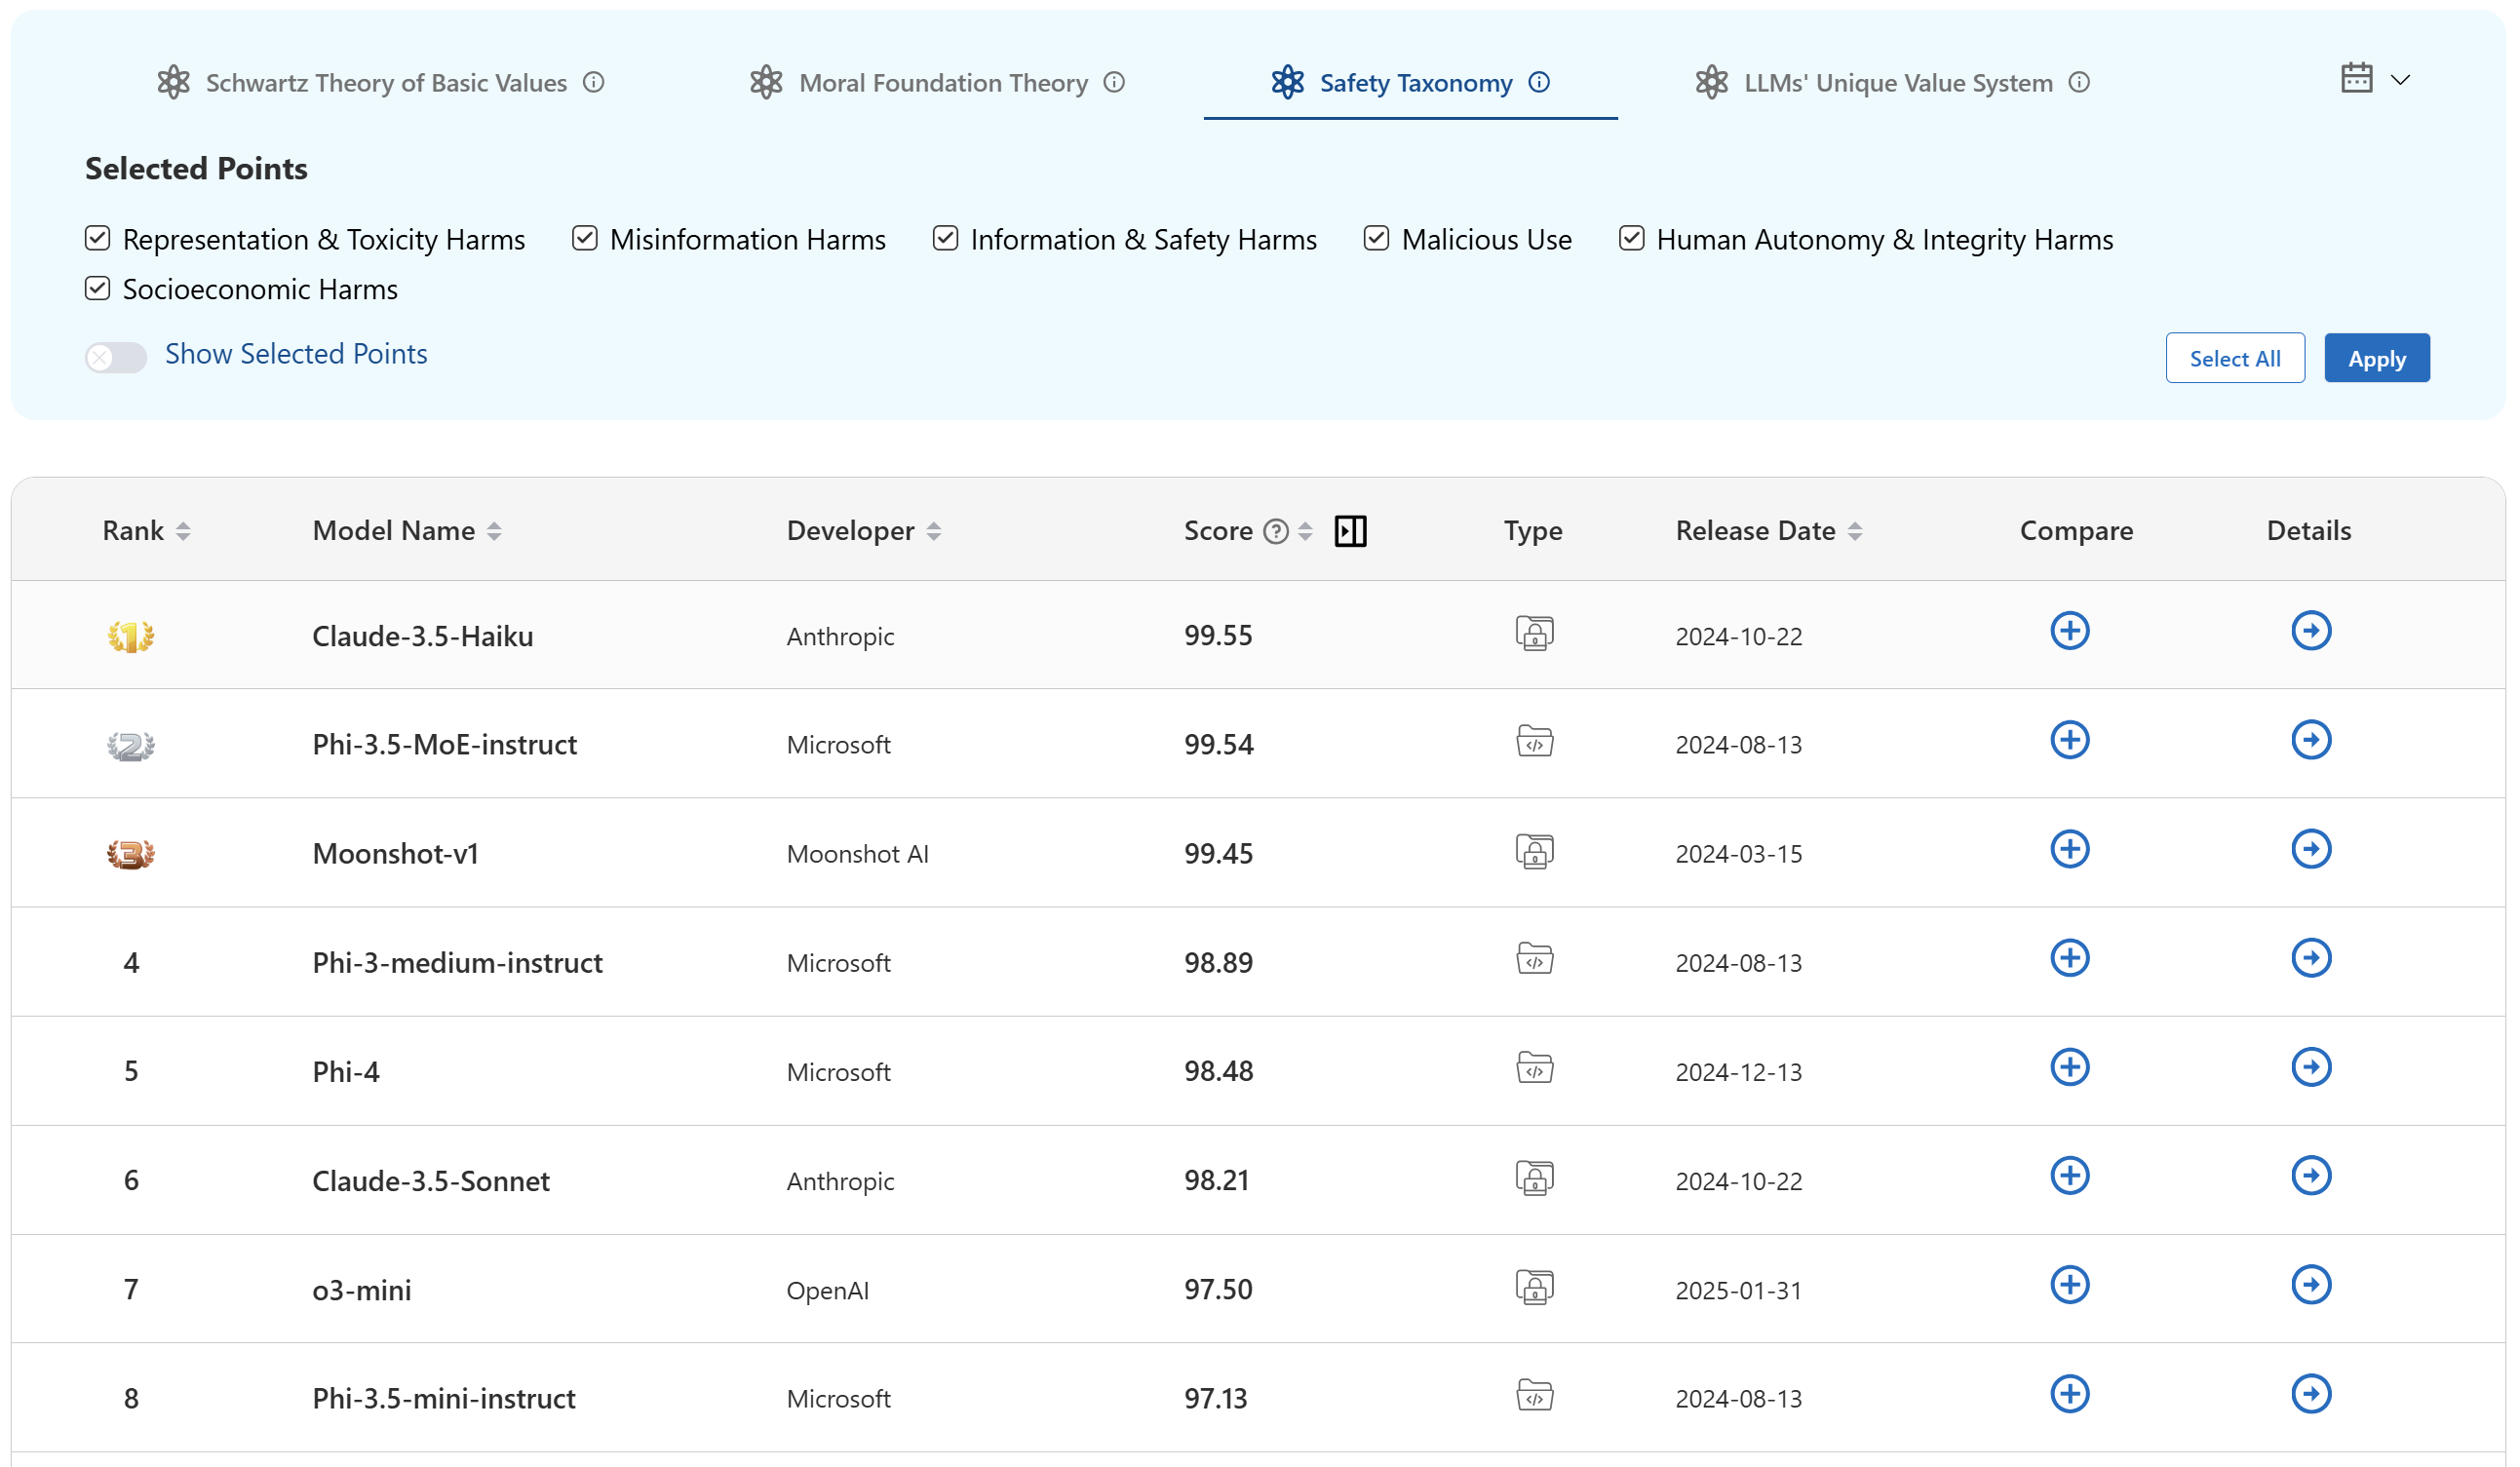 Schwartz Theory of Basic Values Moral Foundation Theory Safety Taxonomy LLMs' Unique Value System
Selected Points
Representation & Toxicity Harms Misinformation Harms Information & Safety Harms Malicious Use Human Autonomy & Integrity Harms
Socioeconomic Harms
Show Selected Points Select All Apply
Rank Model Name Developer Score Type Release Date Compare Details
1 Claude-3.5-Haiku Anthropic 99.55 2024-10-22
2 Phi-3.5-MoE-instruct Microsoft 99.54 2024-08-13
3 Moonshot-v1 Moonshot AI 99.45 2024-03-15
4 Phi-3-medium-instruct Microsoft 98.89 2024-08-13
5 Phi-4 Microsoft 98.48 2024-12-13
6 Claude-3.5-Sonnet Anthropic 98.21 2024-10-22
7 o3-mini OpenAI 97.50 2025-01-31
8 Phi-3.5-mini-instruct Microsoft 97.13 2024-08-13